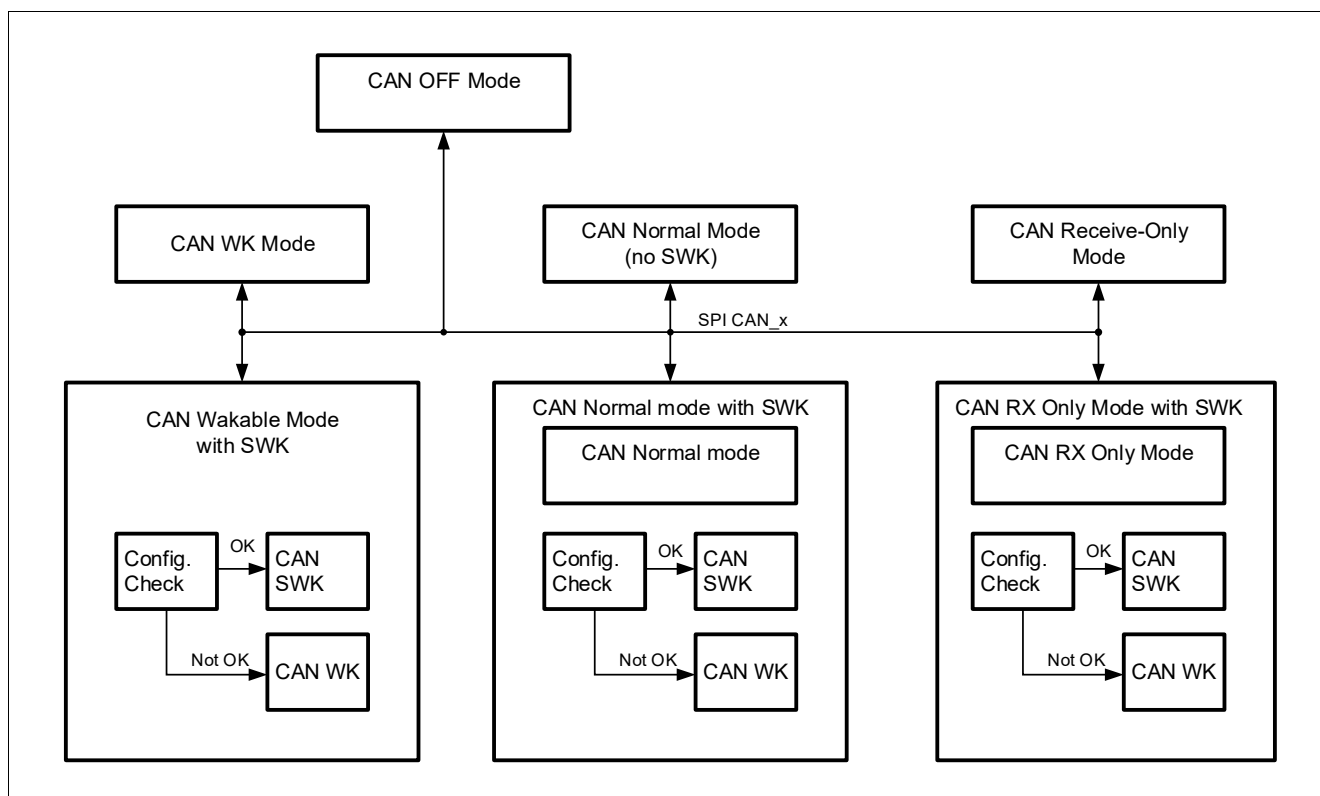 CAN OFF Mode
CAN WK Mode
CAN Normal Mode
(no SWK)
CAN Receive-Only
Mode
SPI CAN_x
CAN Wakable Mode
with SWK
Config.
Check
OK
CAN
SWK
Not OK
CAN WK
CAN Normal mode with SWK
CAN Normal mode
Config.
Check
OK
CAN
SWK
Not OK
CAN WK
CAN RX Only Mode with SWK
CAN RX Only Mode
Config.
Check
OK
CAN
SWK
Not OK
CAN WK